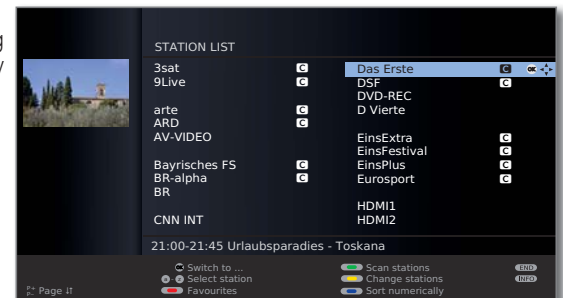 g
y
STATION LIST
3sat C
9Live C
arte C
ARD C
AV-VIDEO
Bayrisches FS C
BR-alpha C
BR
CNN INT
Das Erste C OK
DSF C
DVD-REC
D Vierte
EinsExtra C
EinsFestival C
EinsPlus C
Eurosport C
HDMI1
HDMI2
21:00-21:45 Urlaubsparadies - Toskana
P+
P- Page
Switch to ...
Select station
Favourites
Scan stations
Change stations
Sort numerically
END
INFO